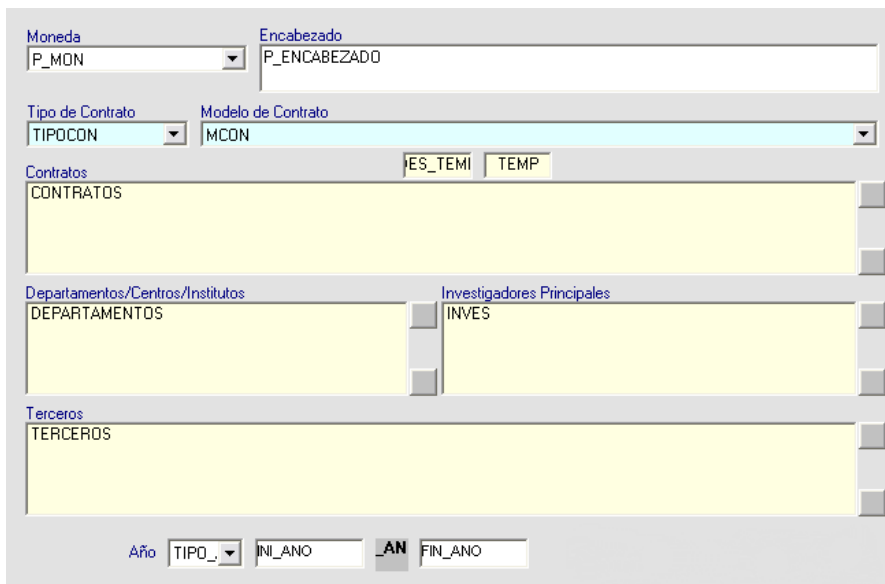 Moneda Encabezado
P_MON P_ENCABEZADO
Tipo de Contrato Modelo de Contrato
TIPOCON MCON
Contratos TEMP
CONTRATOS
Departamentos/Centros/Institutos Investigadores Principales
DEPARTAMENTOS INVES
Terceros
TERCEROS
Año TIPO_ INI_ANO _AN FIN_ANO